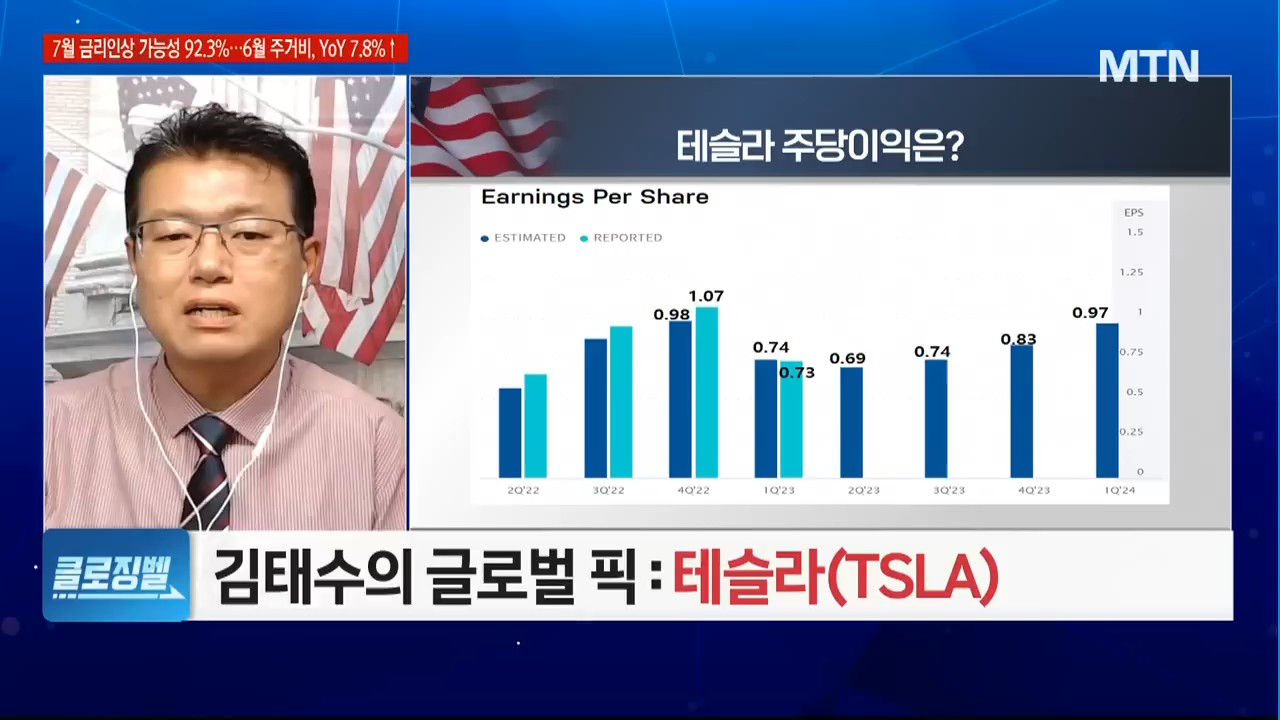 7월 금리인상 가능성 92.3%…6월 주거비, YoY 7.8%↑
MTN
테슬라 주당이익은?
Earnings Per Share
ESTIMATED REPORTED
EPS
1.5
1.25
1
0.75
0.5
0.25
0
0.98 1.07 0.74 0.73 0.69 0.74 0.83 0.97
2Q'22 3Q'22 4Q'22 1Q'23 2Q'23 3Q'23 4Q'23 1Q'24
클로징벨
김태수의 글로벌 픽 : 테슬라(TSLA)